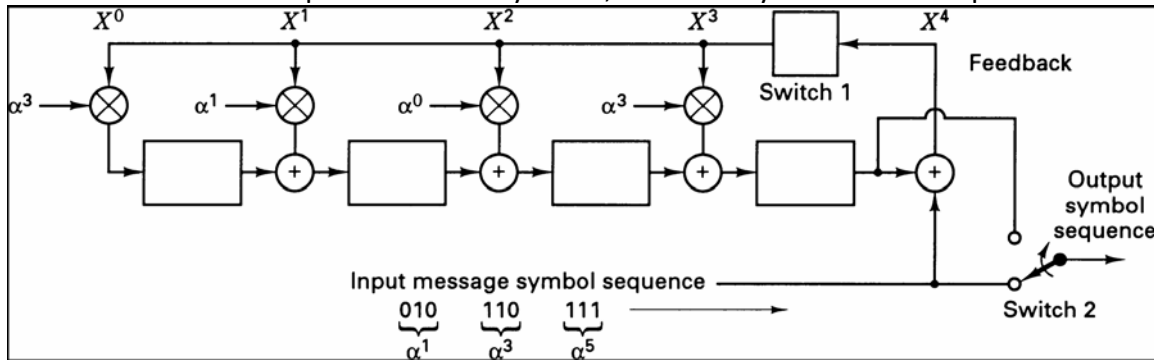 X⁰ X¹ X² X³ X⁴
Feedback
Switch 1
α³ α¹ α⁰ α³
+ + + +
Output
symbol
sequence
Input message symbol sequence
Switch 2
010 110 111
α¹ α³ α⁵